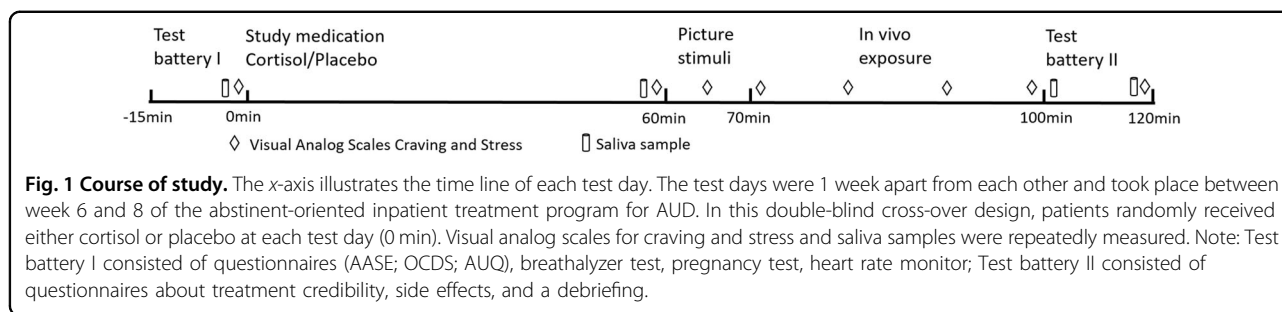 Test battery I
Study medication Cortisol/Placebo
Picture stimuli
In vivo exposure
Test battery II
-15min
0min
60min
70min
100min
120min
Visual Analog Scales Craving and Stress
Saliva sample
Fig. 1 Course of study. The x-axis illustrates the time line of each test day. The test days were 1 week apart from each other and took place between
week 6 and 8 of the abstinent-oriented inpatient treatment program for AUD. In this double-blind cross-over design, patients randomly received
either cortisol or placebo at each test day (0 min). Visual analog scales for craving and stress and saliva samples were repeatedly measured. Note: Test
battery I consisted of questionnaires (AASE; OCDS; AUQ), breathalyzer test, pregnancy test, heart rate monitor; Test battery II consisted of
questionnaires about treatment credibility, side effects, and a debriefing.